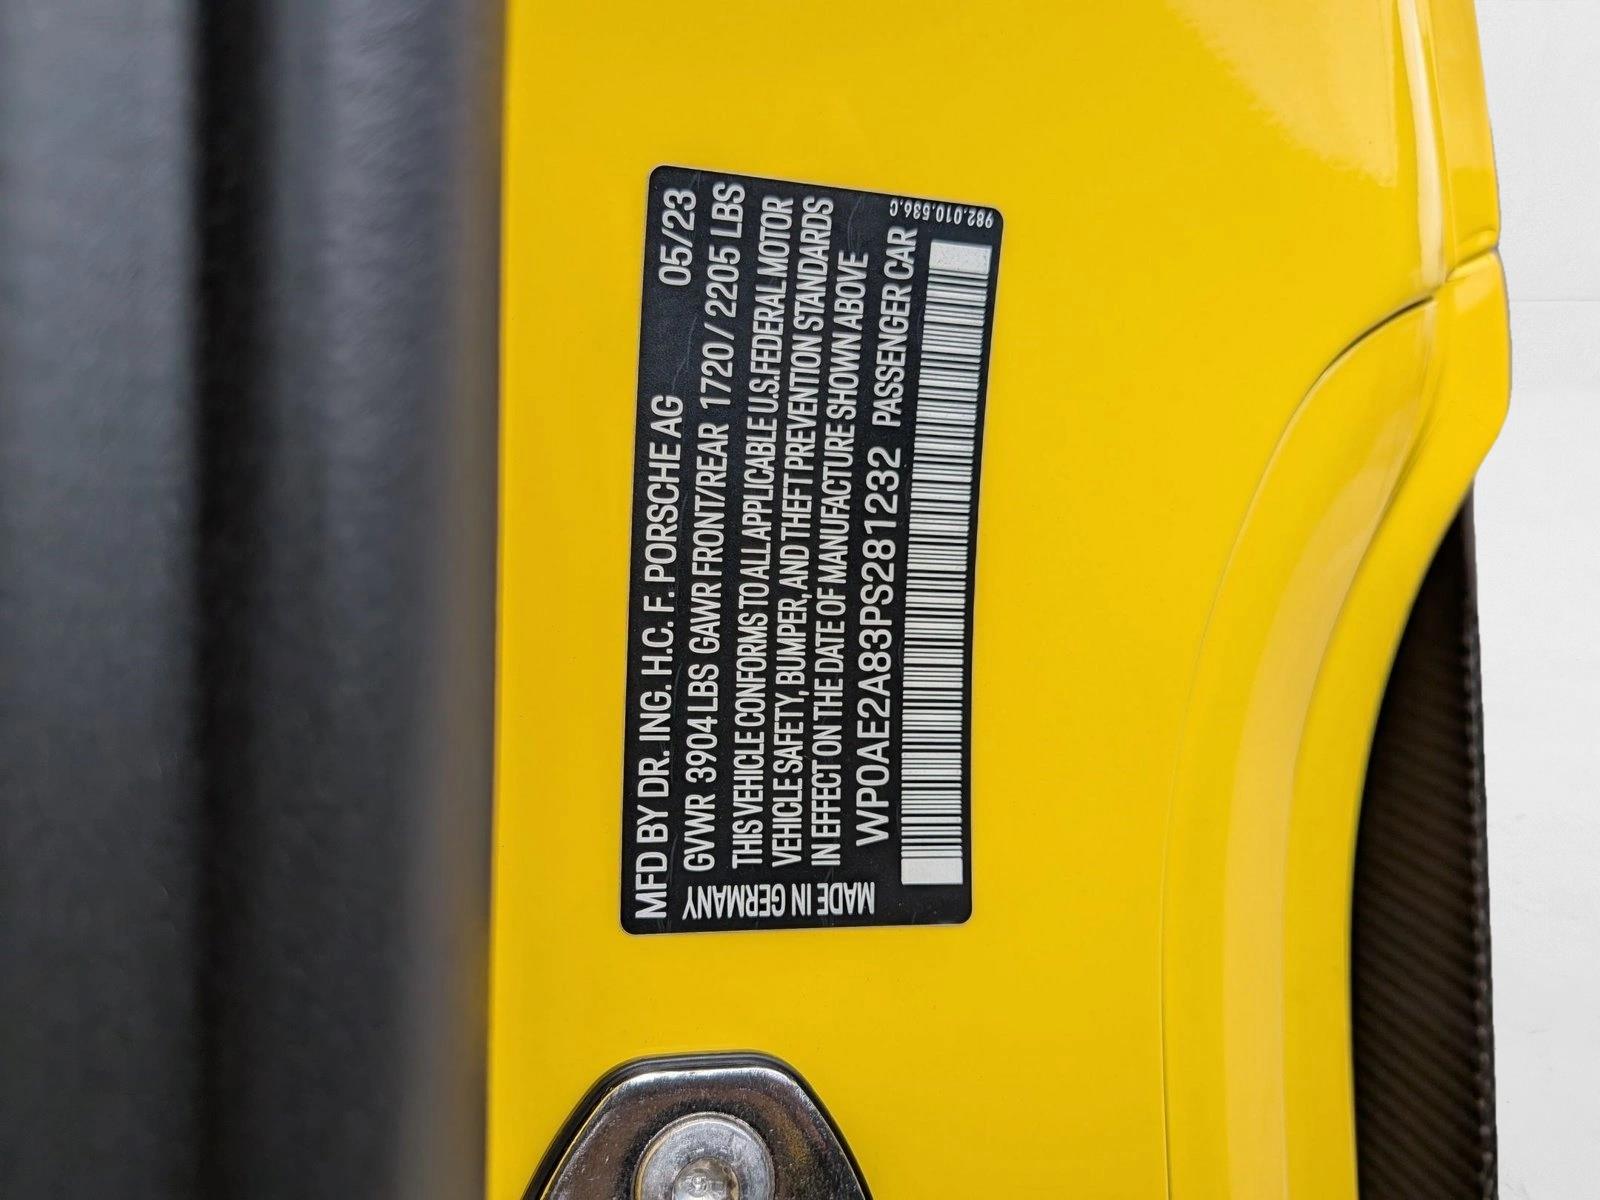 MFD BY DR. ING. H.C. F. PORSCHE AG 05/23
GVWR 3904 LBS GAWR FRONT/REAR 1720 / 2205 LBS
THIS VEHICLE CONFORMS TO ALL APPLICABLE U.S. FEDERAL MOTOR
VEHICLE SAFETY, BUMPER, AND THEFT PREVENTION STANDARDS
IN EFFECT ON THE DATE OF MANUFACTURE SHOWN ABOVE
WP0AE2A83PS281232 PASSENGER CAR
MADE IN GERMANY
982.010.536.C